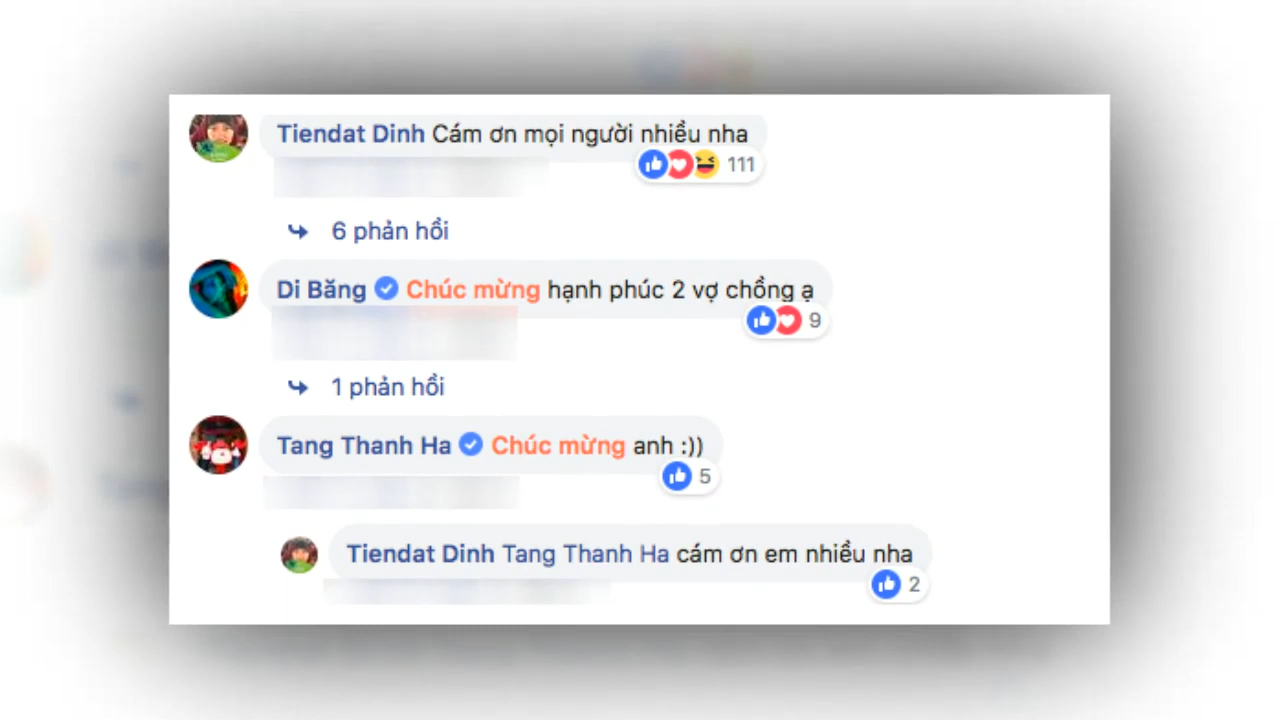 Tiendat Dinh Cám ơn mọi người nhiều nha
111
6 phản hồi
Di Băng Chúc mừng hạnh phúc 2 vợ chồng ạ
9
1 phản hồi
Tang Thanh Ha Chúc mừng anh :))
5
Tiendat Dinh Tang Thanh Ha cám ơn em nhiều nha
2